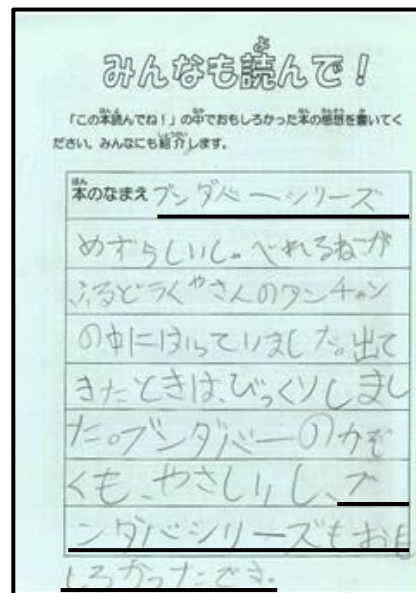 みんなも読んで！
「この本読んでね！」の中でおもしろかった本の感想を書いてく
ださい。みんなにも紹介します。
本のなまえ ブンダバーシリーズ
めずらしいし。べれるねこが
ふるどうぐやさんのタンチャン
の中にはいっていました。出て
きたときは、びっくりしまし
た。ブンダバーのかぞ
くも、やさしいし、ブ
ンダバシリーズもおも
しろかったです。